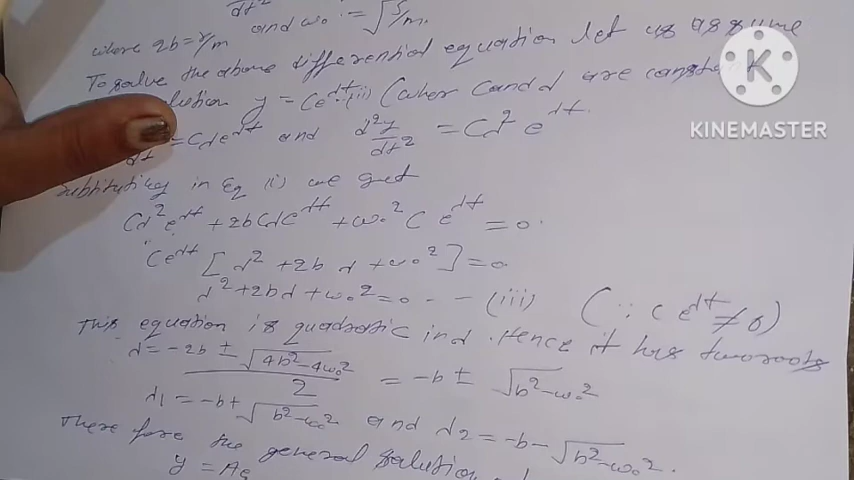 dt²
where 2b = r/m and ω₀ = √s/m.
To solve the above differential equation let us assume
y = Ce^αt -- (ii) (where C and α are constant
dt = Cαe^αt and d²y/dt² = Cα² e^αt.
in Eq (i) we get
Cα²e^αt + 2bCαe^αt + ω₀² C e^αt = 0.
Ce^αt [α² + 2b α + ω₀²] = 0
α² + 2bα + ω₀² = 0 - - (iii) (∵ C e^αt ≠ 0)
This equation is quadratic in α. Hence it has two roots
α = -2b ± √4b² - 4ω₀² / 2 = -b ± √b² - ω₀²
α1 = -b + √b² - ω₀² and α2 = -b - √b² - ω₀².
There fore the general solution
y = Ae
K
KINEMASTER